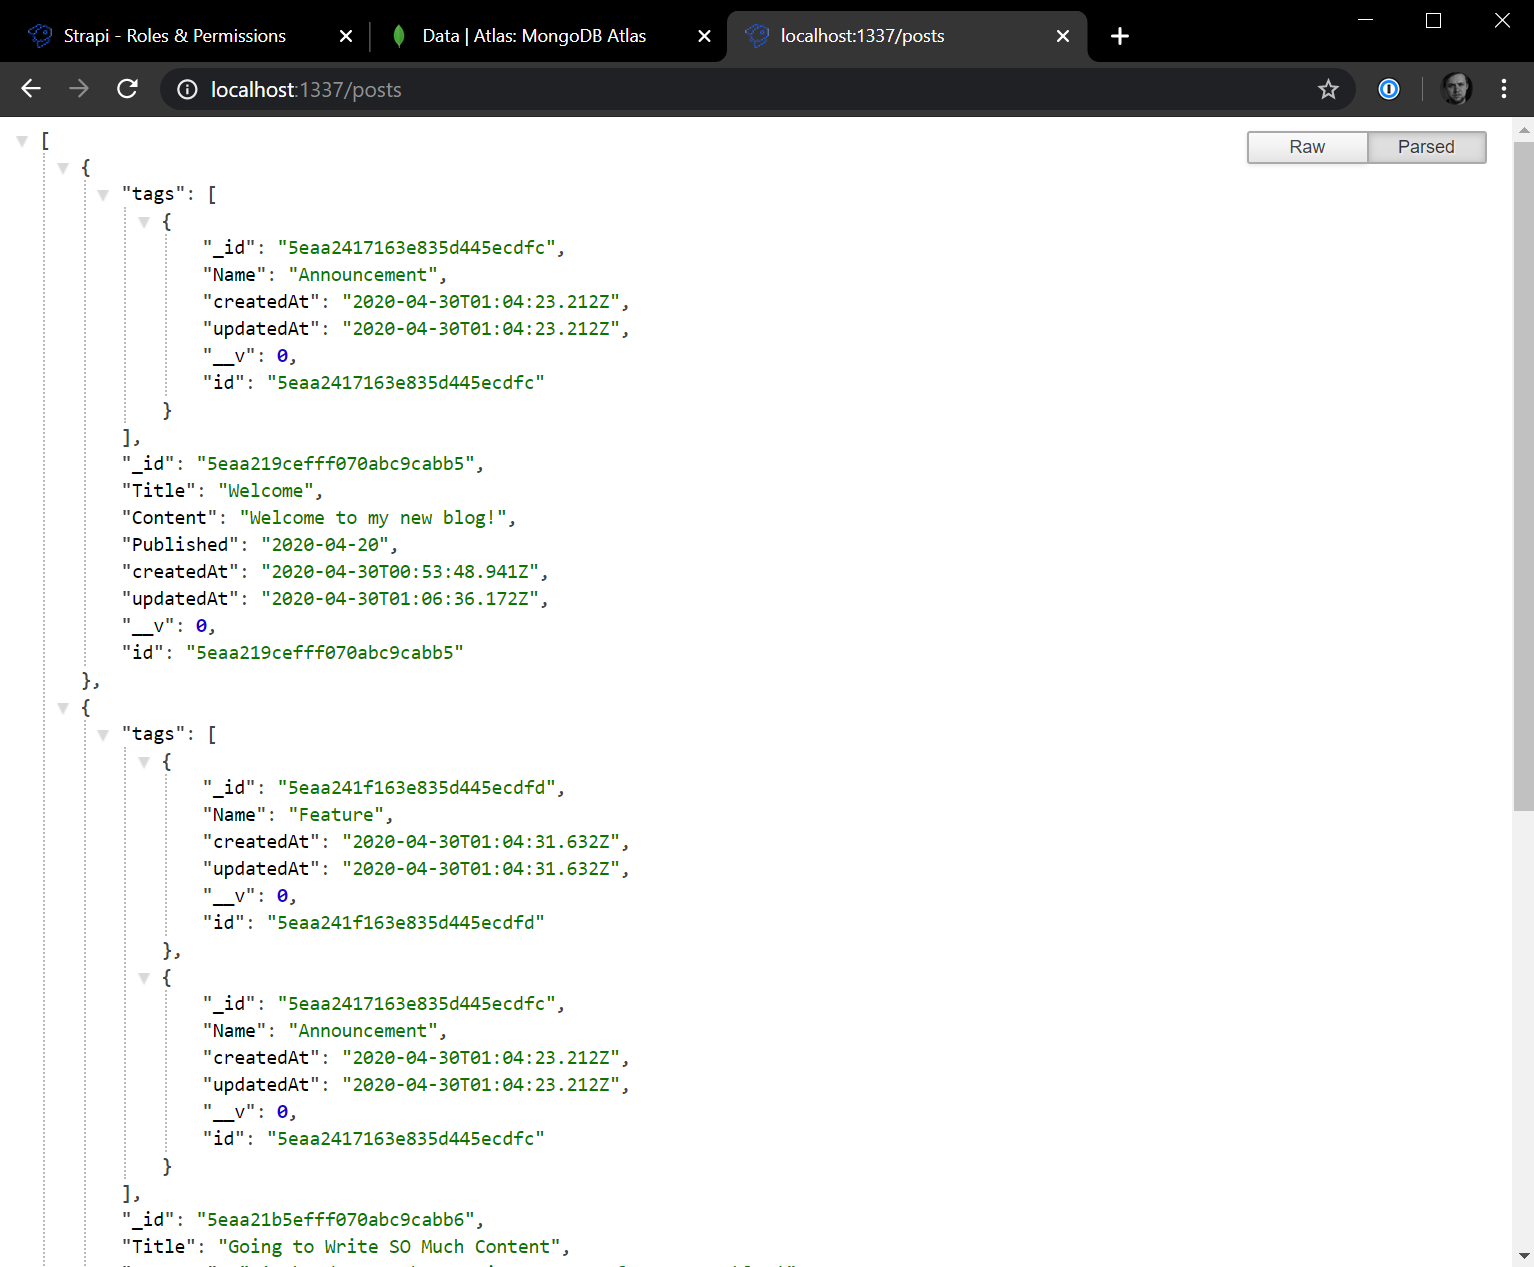 Strapi - Roles & Permissions
Data | Atlas: MongoDB Atlas
localhost:1337/posts
localhost:1337/posts
Raw
Parsed
[
{
"tags": [
{
"_id": "5eaa2417163e835d445ecdfc",
"Name": "Announcement",
"createdAt": "2020-04-30T01:04:23.212Z",
"updatedAt": "2020-04-30T01:04:23.212Z",
"__v": 0,
"id": "5eaa2417163e835d445ecdfc"
}
],
"_id": "5eaa219cefff070abc9cabb5",
"Title": "Welcome",
"Content": "Welcome to my new blog!",
"Published": "2020-04-20",
"createdAt": "2020-04-30T00:53:48.941Z",
"updatedAt": "2020-04-30T01:06:36.172Z",
"__v": 0,
"id": "5eaa219cefff070abc9cabb5"
},
{
"tags": [
{
"_id": "5eaa241f163e835d445ecdfd",
"Name": "Feature",
"createdAt": "2020-04-30T01:04:31.632Z",
"updatedAt": "2020-04-30T01:04:31.632Z",
"__v": 0,
"id": "5eaa241f163e835d445ecdfd"
},
{
"_id": "5eaa2417163e835d445ecdfc",
"Name": "Announcement",
"createdAt": "2020-04-30T01:04:23.212Z",
"updatedAt": "2020-04-30T01:04:23.212Z",
"__v": 0,
"id": "5eaa2417163e835d445ecdfc"
}
],
"_id": "5eaa21b5efff070abc9cabb6",
"Title": "Going to Write SO Much Content",